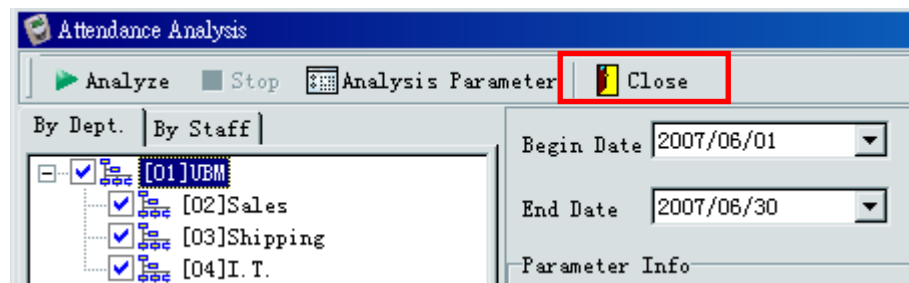 Attendance Analysis
Analyze Stop Analysis Parameter Close
By Dept. By Staff
Begin Date 2007/06/01
[01]UBM
[02]Sales
End Date 2007/06/30
[03]Shipping
[04]I.T.
Parameter Info